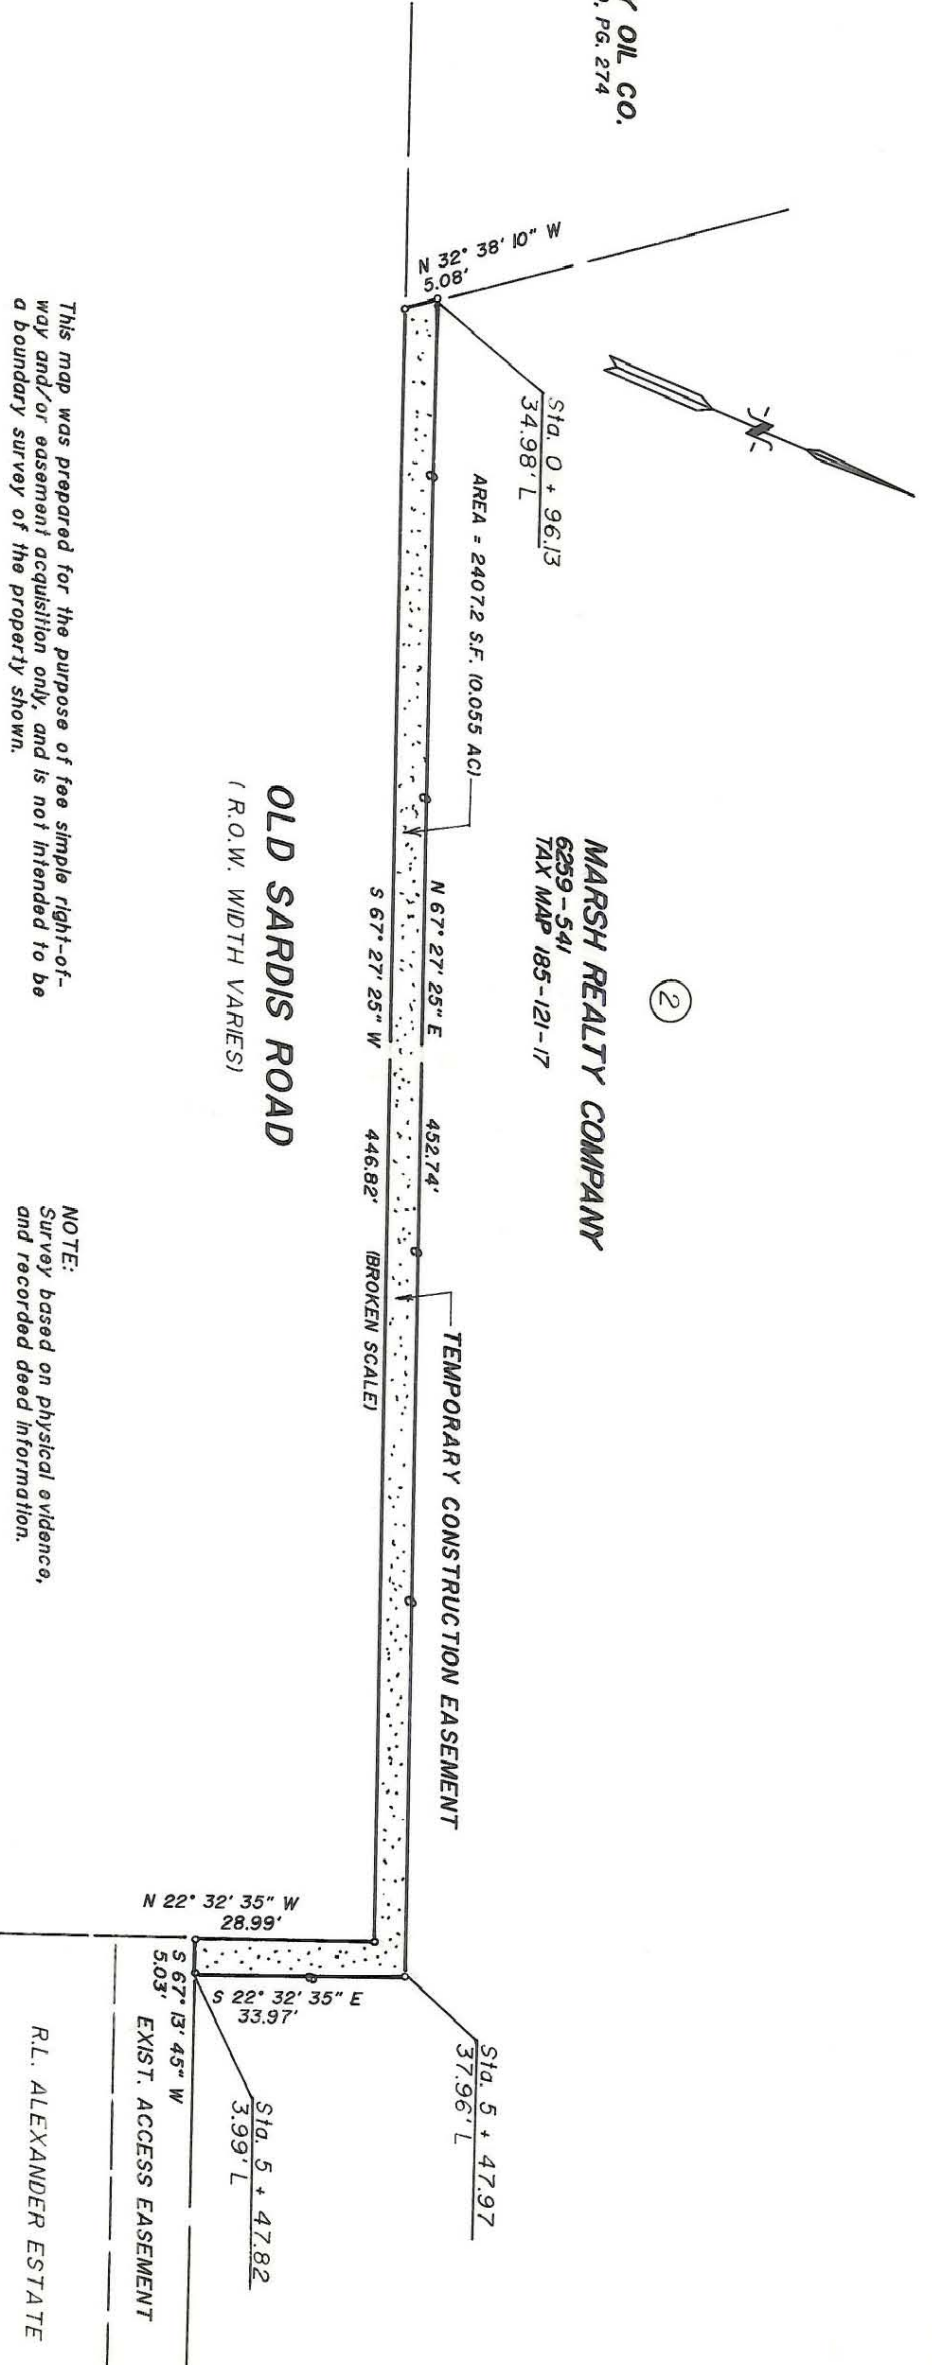 OIL CO.
PG. 274
N 32° 38' 10" W
5.08'
Sta. 0 + 96.13
34.98' L
N
AREA = 2407.2 S.F. (0.055 AC)
2
MARSH REALTY COMPANY
6259-541
TAX MAP 185-121-17
N 67° 27' 25" E 452.74'
S 67° 27' 25" W 446.82' (BROKEN SCALE)
TEMPORARY CONSTRUCTION EASEMENT
OLD SARDIS ROAD
( R.O.W. WIDTH VARIES)
N 22° 32' 35" W
28.99'
S 22° 32' 35" E
33.97'
Sta. 5 + 47.97
37.96' L
Sta. 5 + 47.82
3.99' L
S 67° 13' 45" W
5.03'
EXIST. ACCESS EASEMENT
R.L. ALEXANDER ESTATE
This map was prepared for the purpose of fee simple right-of-
way and/or easement acquisition only, and is not intended to be
a boundary survey of the property shown.
NOTE:
Survey based on physical evidence,
and recorded deed information.